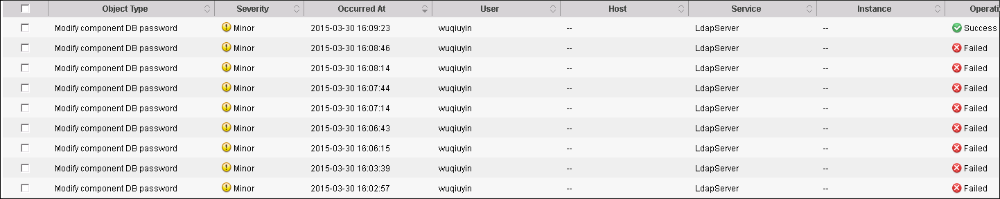 Object Type Severity Occurred At User Host Service Instance Operati
Modify component DB password Minor 2015-03-30 16:09:23 wuqiuyin -- LdapServer -- Success
Modify component DB password Minor 2015-03-30 16:08:46 wuqiuyin -- LdapServer -- Failed
Modify component DB password Minor 2015-03-30 16:08:14 wuqiuyin -- LdapServer -- Failed
Modify component DB password Minor 2015-03-30 16:07:44 wuqiuyin -- LdapServer -- Failed
Modify component DB password Minor 2015-03-30 16:07:14 wuqiuyin -- LdapServer -- Failed
Modify component DB password Minor 2015-03-30 16:06:43 wuqiuyin -- LdapServer -- Failed
Modify component DB password Minor 2015-03-30 16:06:15 wuqiuyin -- LdapServer -- Failed
Modify component DB password Minor 2015-03-30 16:03:39 wuqiuyin -- LdapServer -- Failed
Modify component DB password Minor 2015-03-30 16:02:57 wuqiuyin -- LdapServer -- Failed